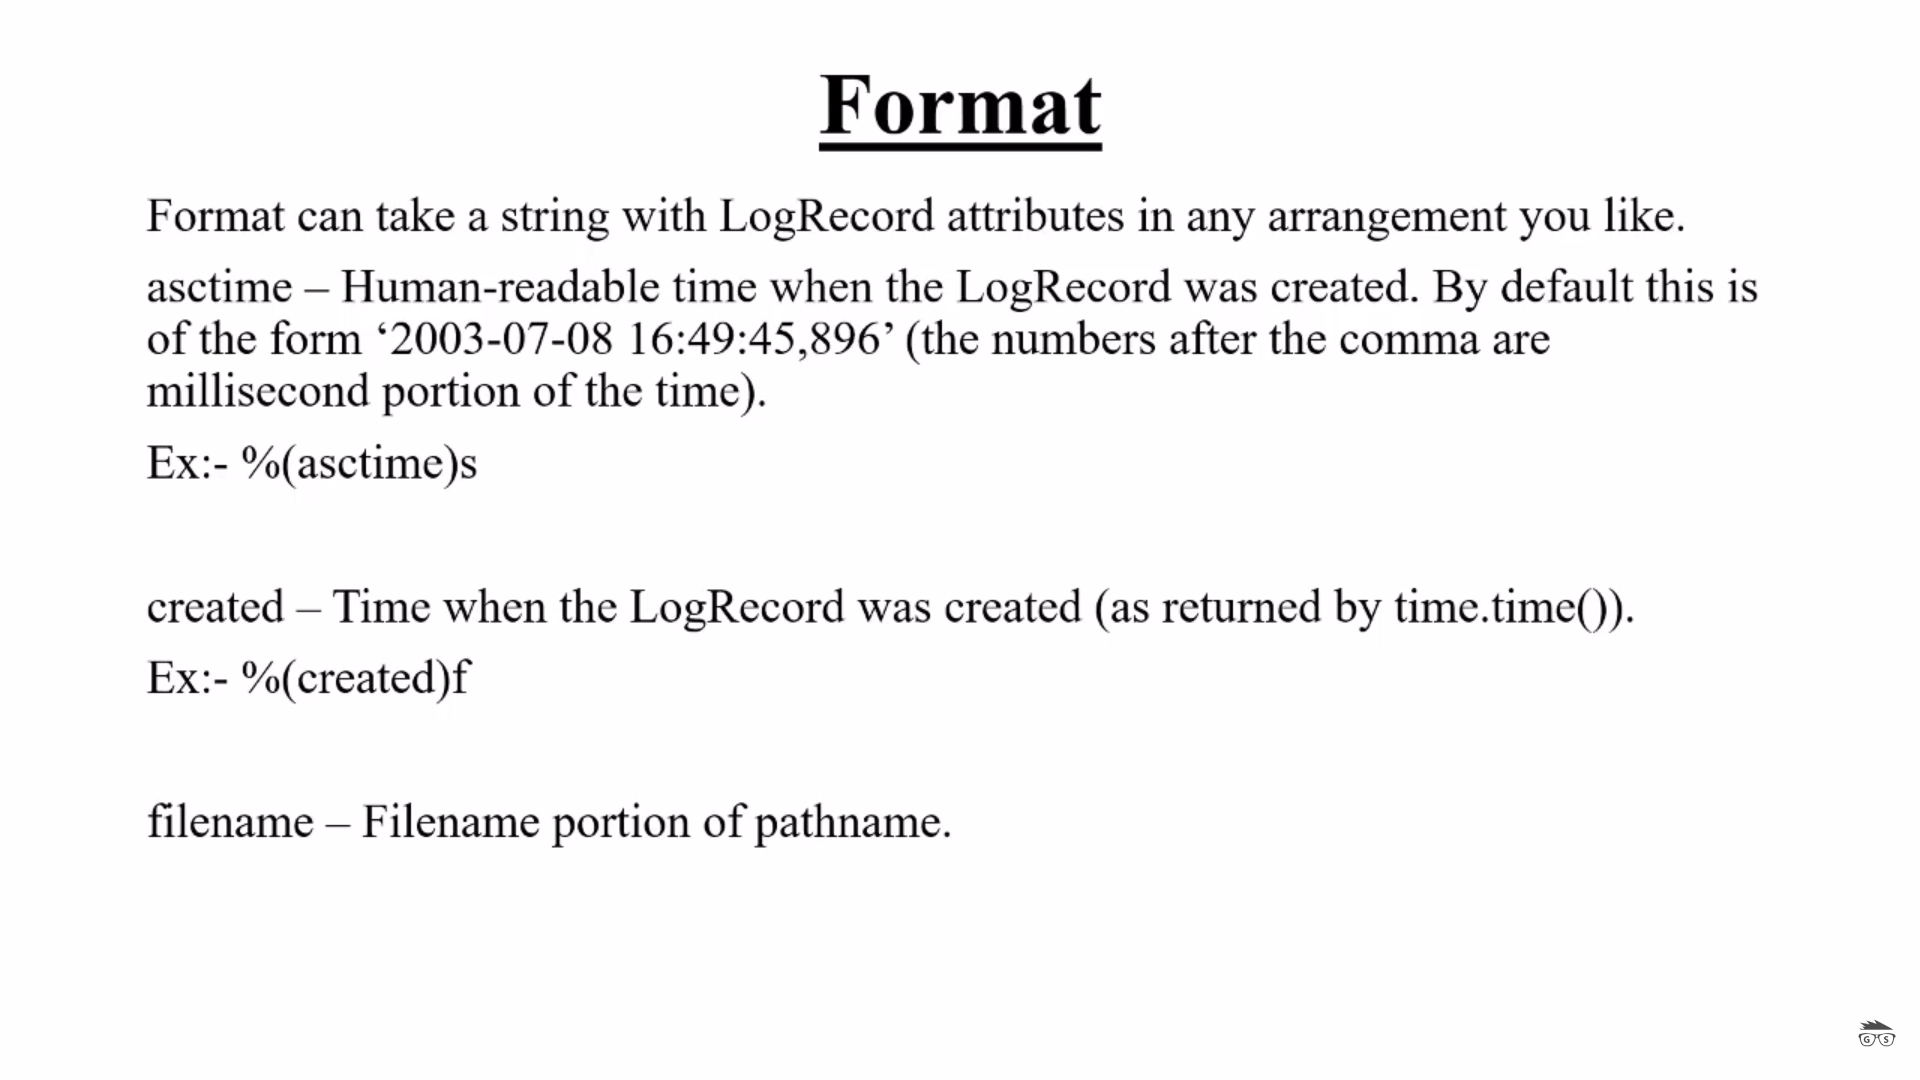 Format
Format can take a string with LogRecord attributes in any arrangement you like.
asctime – Human-readable time when the LogRecord was created. By default this is
of the form ‘2003-07-08 16:49:45,896’ (the numbers after the comma are
millisecond portion of the time).
Ex:- %(asctime)s
created – Time when the LogRecord was created (as returned by time.time()).
Ex:- %(created)f
filename – Filename portion of pathname.
G S